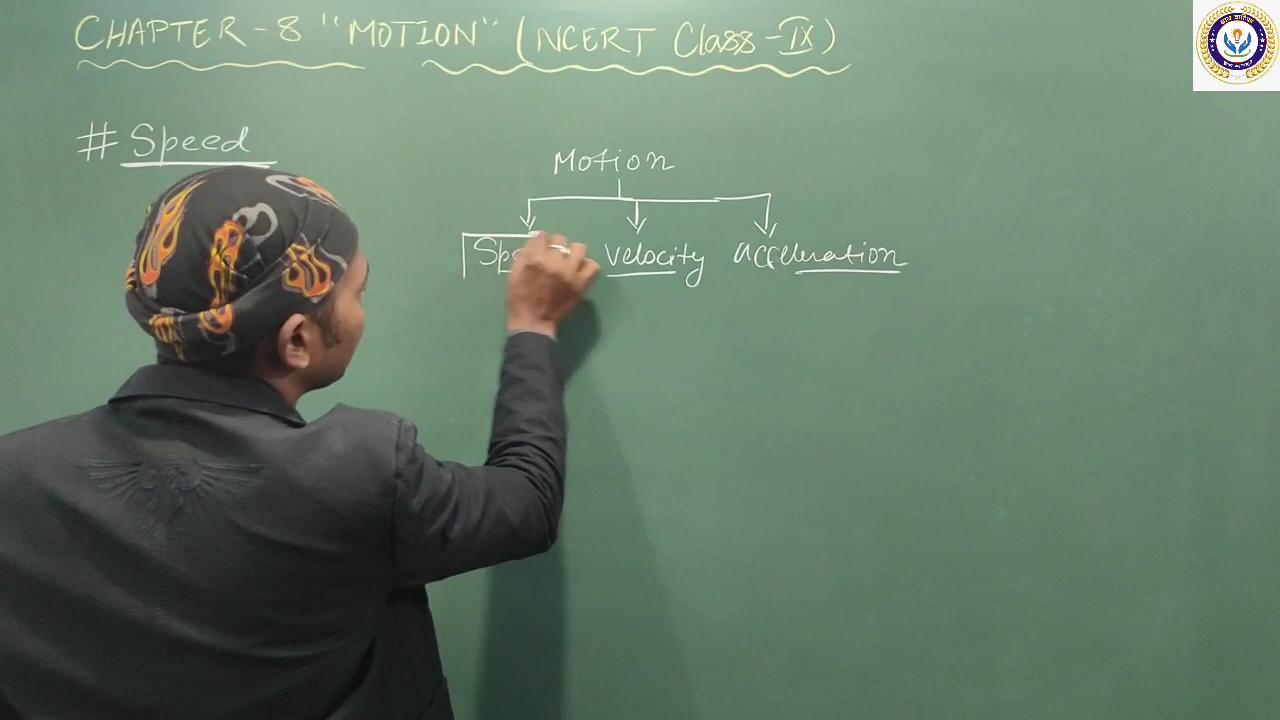 CHAPTER-8 "MOTION" (NCERT Class-IX)
# Speed
Motion
velocity acceleration